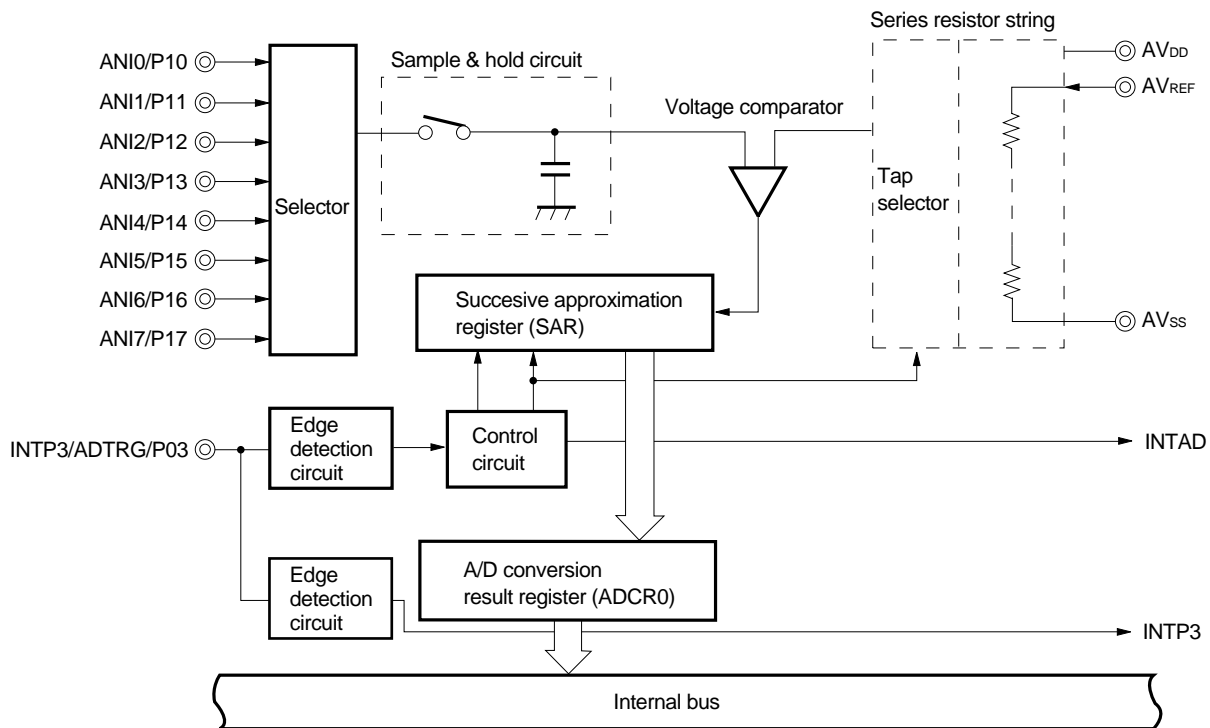 Series resistor string
ANI0/P10
ANI1/P11
ANI2/P12
ANI3/P13
ANI4/P14
ANI5/P15
ANI6/P16
ANI7/P17
Selector
Sample & hold circuit
Voltage comparator
Tap
selector
AVDD
AVREF
AVSS
Succesive approximation
register (SAR)
INTP3/ADTRG/P03
Edge
detection
circuit
Control
circuit
INTAD
Edge
detection
circuit
A/D conversion
result register (ADCR0)
INTP3
Internal bus